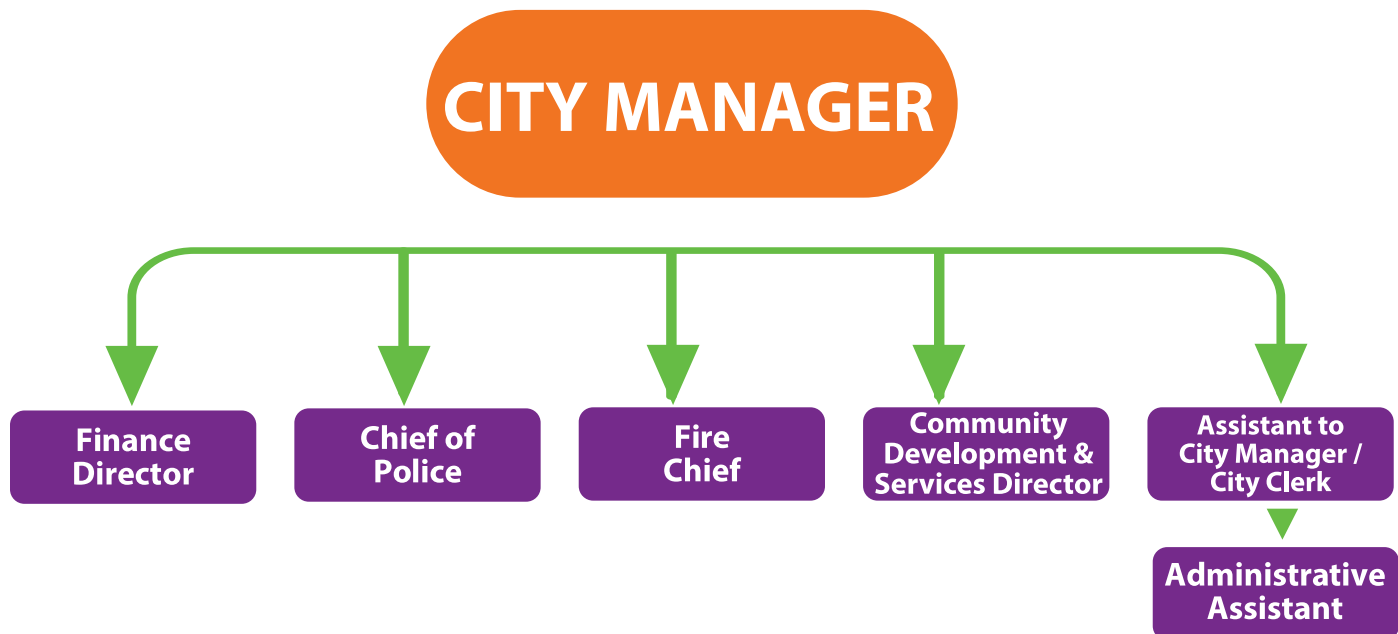 CITY MANAGER
Finance
Director
Chief of
Police
Fire
Chief
Community
Development &
Services Director
Assistant to
City Manager /
City Clerk
Administrative
Assistant